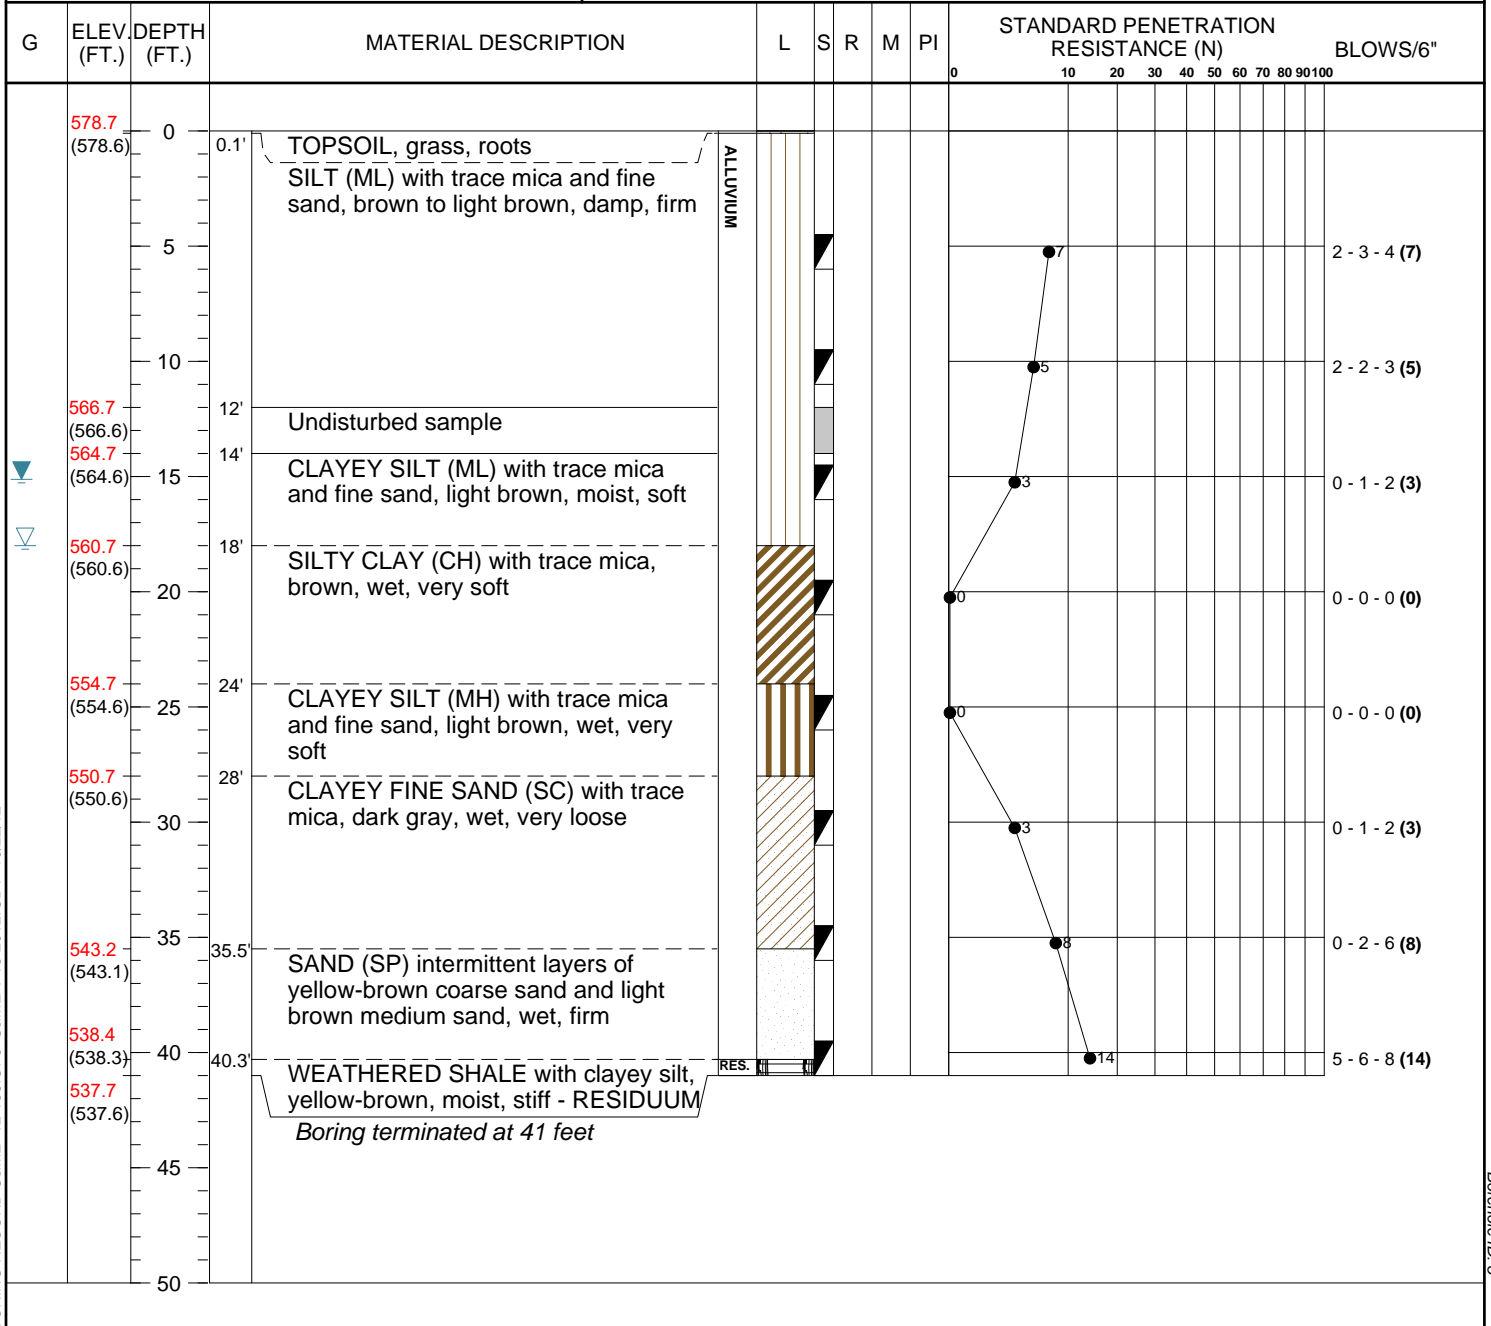 G
ELEV. (FT.)
DEPTH (FT.)
MATERIAL DESCRIPTION
L
S
R
M
PI
STANDARD PENETRATION
RESISTANCE (N)
0 10 20 30 40 50 60 70 80 90 100
BLOWS/6"
578.7
(578.6)
0
0.1'
TOPSOIL, grass, roots
ALLUVIUM
SILT (ML) with trace mica and fine
sand, brown to light brown, damp, firm
5
7
2 - 3 - 4 (7)
10
5
2 - 2 - 3 (5)
566.7
(566.6)
12'
Undisturbed sample
564.7
(564.6)
14'
15
CLAYEY SILT (ML) with trace mica
and fine sand, light brown, moist, soft
3
0 - 1 - 2 (3)
560.7
(560.6)
18'
SILTY CLAY (CH) with trace mica,
brown, wet, very soft
20
0
0 - 0 - 0 (0)
554.7
(554.6)
24'
25
CLAYEY SILT (MH) with trace mica
and fine sand, light brown, wet, very
soft
0
0 - 0 - 0 (0)
550.7
(550.6)
28'
CLAYEY FINE SAND (SC) with trace
mica, dark gray, wet, very loose
30
3
0 - 1 - 2 (3)
35
8
0 - 2 - 6 (8)
543.2
(543.1)
35.5'
SAND (SP) intermittent layers of
yellow-brown coarse sand and light
brown medium sand, wet, firm
538.4
(538.3)
40
40.3'
RES.
14
5 - 6 - 8 (14)
WEATHERED SHALE with clayey silt,
yellow-brown, moist, stiff - RESIDUUM
537.7
(537.6)
Boring terminated at 41 feet
45
50